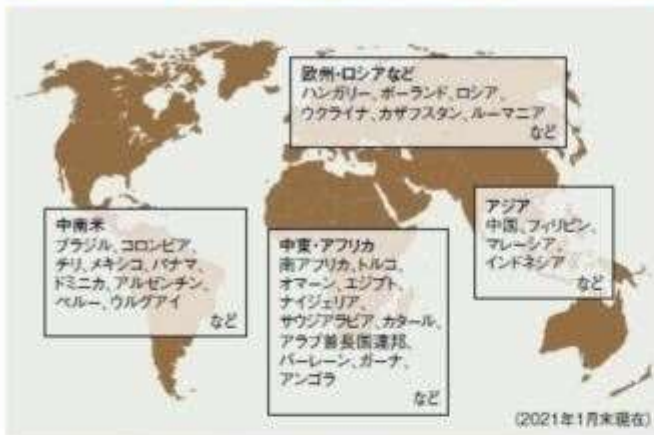 欧州・ロシアなど
ハンガリー、ポーランド、ロシア、
ウクライナ、カザフスタン、ルーマニア
など
中南米
ブラジル、コロンビア、
チリ、メキシコ、パナマ、
ドミニカ、アルゼンチン、
ペルー、ウルグアイ
など
中東・アフリカ
南アフリカ、トルコ、
オマーン、エジプト、
ナイジェリア、
サウジアラビア、カタール、
アラブ首長国連邦、
バーレーン、ガーナ、
アンゴラ
など
アジア
中国、フィリピン、
マレーシア、
インドネシア
など
(2021年1月末現在)